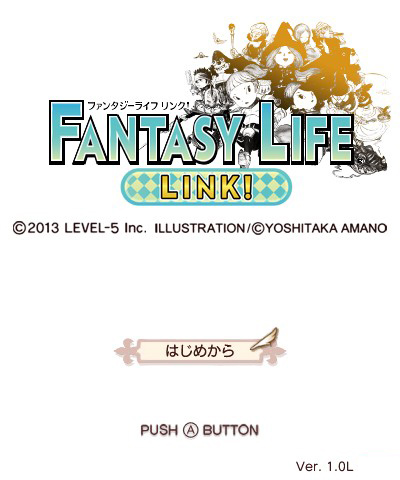 ファンタジーライフ リンク!
FANTASY LIFE
LINK!
©2013 LEVEL-5 Inc. ILLUSTRATION/©YOSHITAKA AMANO
はじめから
PUSH Ⓐ BUTTON
Ver. 1.0L